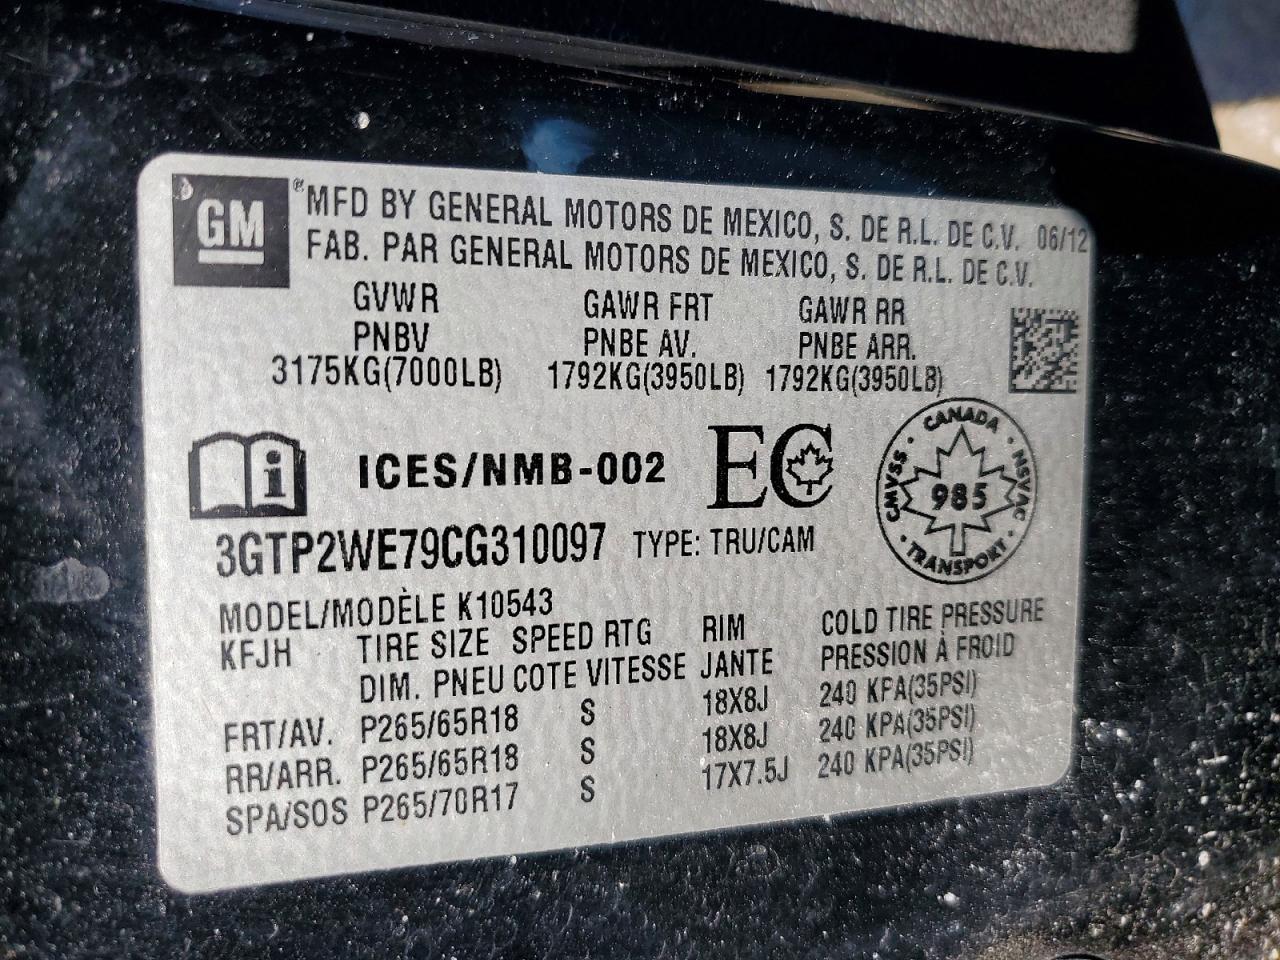 GM ® MFD BY GENERAL MOTORS DE MEXICO, S. DE R.L. DE C.V. 06/12
FAB. PAR GENERAL MOTORS DE MEXICO, S. DE R.L. DE C.V.
GVWR GAWR FRT GAWR RR
PNBV PNBE AV. PNBE ARR.
3175KG(7000LB) 1792KG(3950LB) 1792KG(3950LB)
i ICES/NMB-002 EC
CANADA · NSVAC · TRANSPORT · CMVSS ·
985
3GTP2WE79CG310097 TYPE: TRU/CAM
MODEL/MODÈLE K10543
KFJH TIRE SIZE SPEED RTG RIM COLD TIRE PRESSURE
DIM. PNEU COTE VITESSE JANTE PRESSION À FROID
FRT/AV. P265/65R18 S 18X8J 240 KPA(35PSI)
RR/ARR. P265/65R18 S 18X8J 240 KPA(35PSI)
SPA/SOS P265/70R17 S 17X7.5J 240 KPA(35PSI)